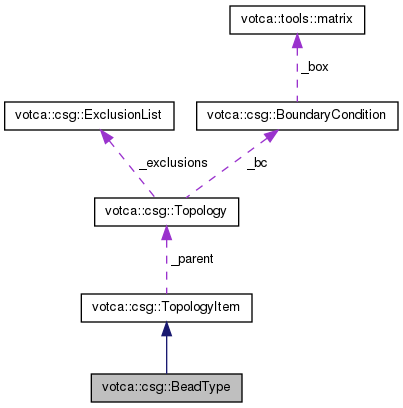 votca::tools::matrix
_box
votca::csg::ExclusionList
votca::csg::BoundaryCondition
_exclusions
_bc
votca::csg::Topology
_parent
votca::csg::TopologyItem
votca::csg::BeadType